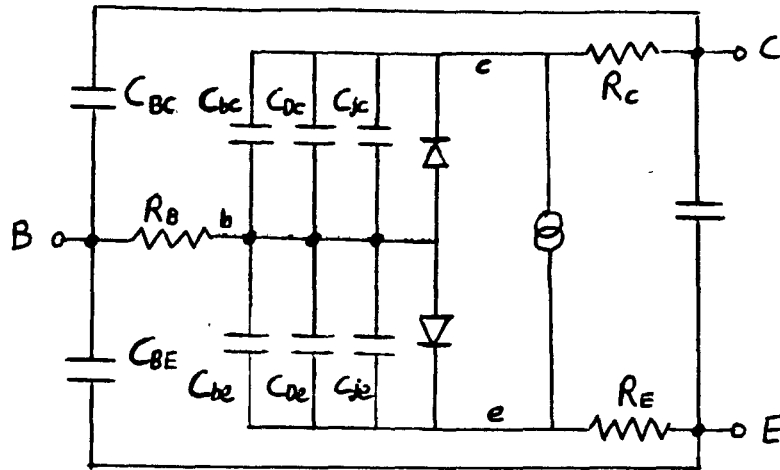 C
C_BC C_bc C_Dc C_jc c R_C
B R_B b
C_BE C_be C_De C_je e R_E
E